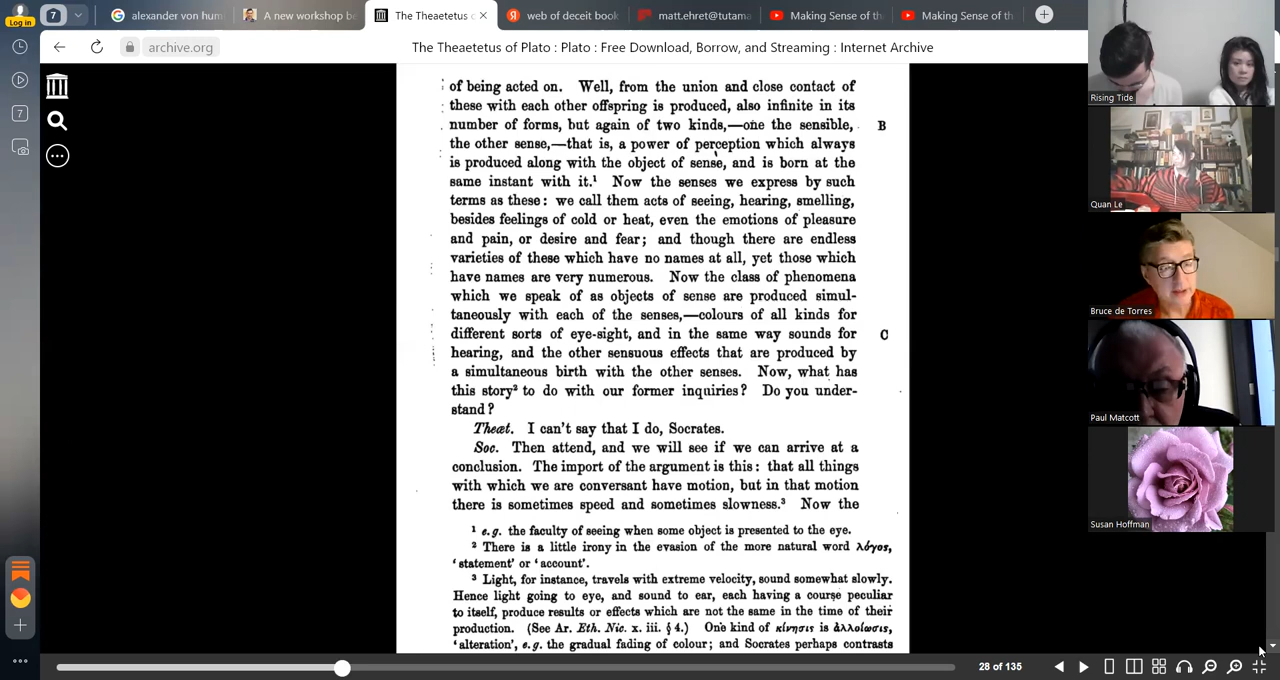 7
alexander von hum
A new workshop be
The Theaetetus o
web of deceit book
matt.ehret@tutama
Making Sense of th
Making Sense of th
Log in
archive.org
The Theaetetus of Plato : Plato : Free Download, Borrow, and Streaming : Internet Archive
7
of being acted on. Well, from the union and close contact of
these with each other offspring is produced, also infinite in its
number of forms, but again of two kinds,—one the sensible, B
the other sense,—that is, a power of perception which always
is produced along with the object of sense, and is born at the
same instant with it.¹ Now the senses we express by such
terms as these: we call them acts of seeing, hearing, smelling,
besides feelings of cold or heat, even the emotions of pleasure
and pain, or desire and fear; and though there are endless
varieties of these which have no names at all, yet those which
have names are very numerous. Now the class of phenomena
which we speak of as objects of sense are produced simul-
taneously with each of the senses,—colours of all kinds for
different sorts of eye-sight, and in the same way sounds for C
hearing, and the other sensuous effects that are produced by
a simultaneous birth with the other senses. Now, what has
this story² to do with our former inquiries? Do you under-
stand?
Theæt. I can't say that I do, Socrates.
Soc. Then attend, and we will see if we can arrive at a
conclusion. The import of the argument is this: that all things
with which we are conversant have motion, but in that motion
there is sometimes speed and sometimes slowness.³ Now the
¹ e.g. the faculty of seeing when some object is presented to the eye.
² There is a little irony in the evasion of the more natural word λόγος,
'statement' or 'account'.
³ Light, for instance, travels with extreme velocity, sound somewhat slowly.
Hence light going to eye, and sound to ear, each having a course peculiar
to itself, produce results or effects which are not the same in the time of their
production. (See Ar. Eth. Nic. x. iii. § 4.) One kind of κίνησις is ἀλλοίωσις,
'alteration', e.g. the gradual fading of colour; and Socrates perhaps contrasts
28 of 135
Rising Tide
Quan Le
Bruce de Torres
Paul Matcott
Susan Hoffman